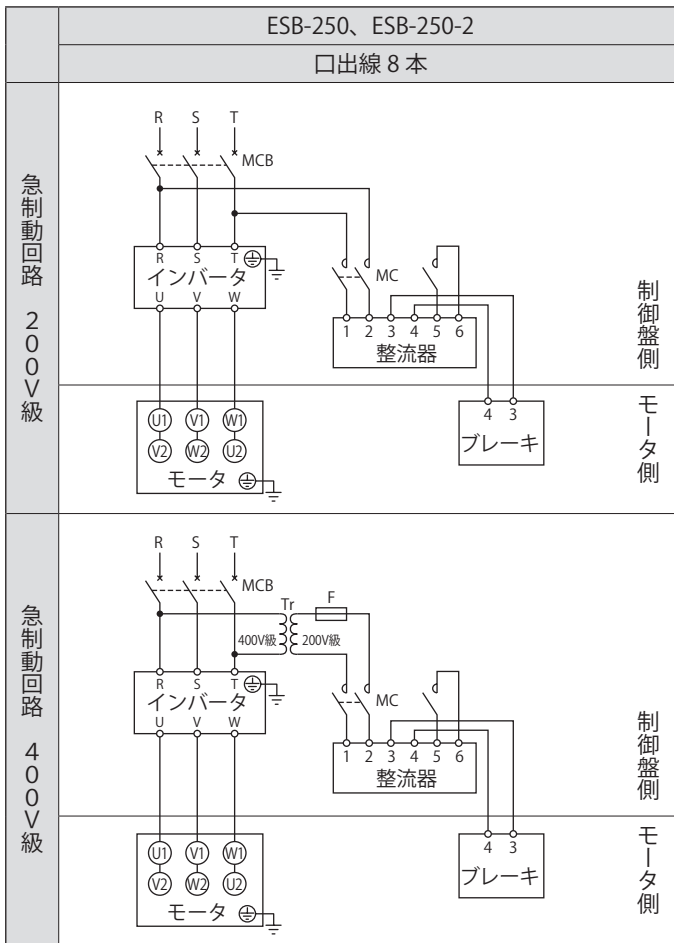 ESB-250、ESB-250-2
口出線 8 本
急制動回路 200V級
R S T
MCB
R S T
インバータ
U V W
MC
1 2 3 4 5 6
整流器
制御盤側
U1 V1 W1
V2 W2 U2
モータ
4 3
ブレーキ
モータ側
急制動回路 400V級
R S T
MCB
Tr
F
400V級 200V級
R S T
インバータ
U V W
MC
1 2 3 4 5 6
整流器
制御盤側
U1 V1 W1
V2 W2 U2
モータ
4 3
ブレーキ
モータ側